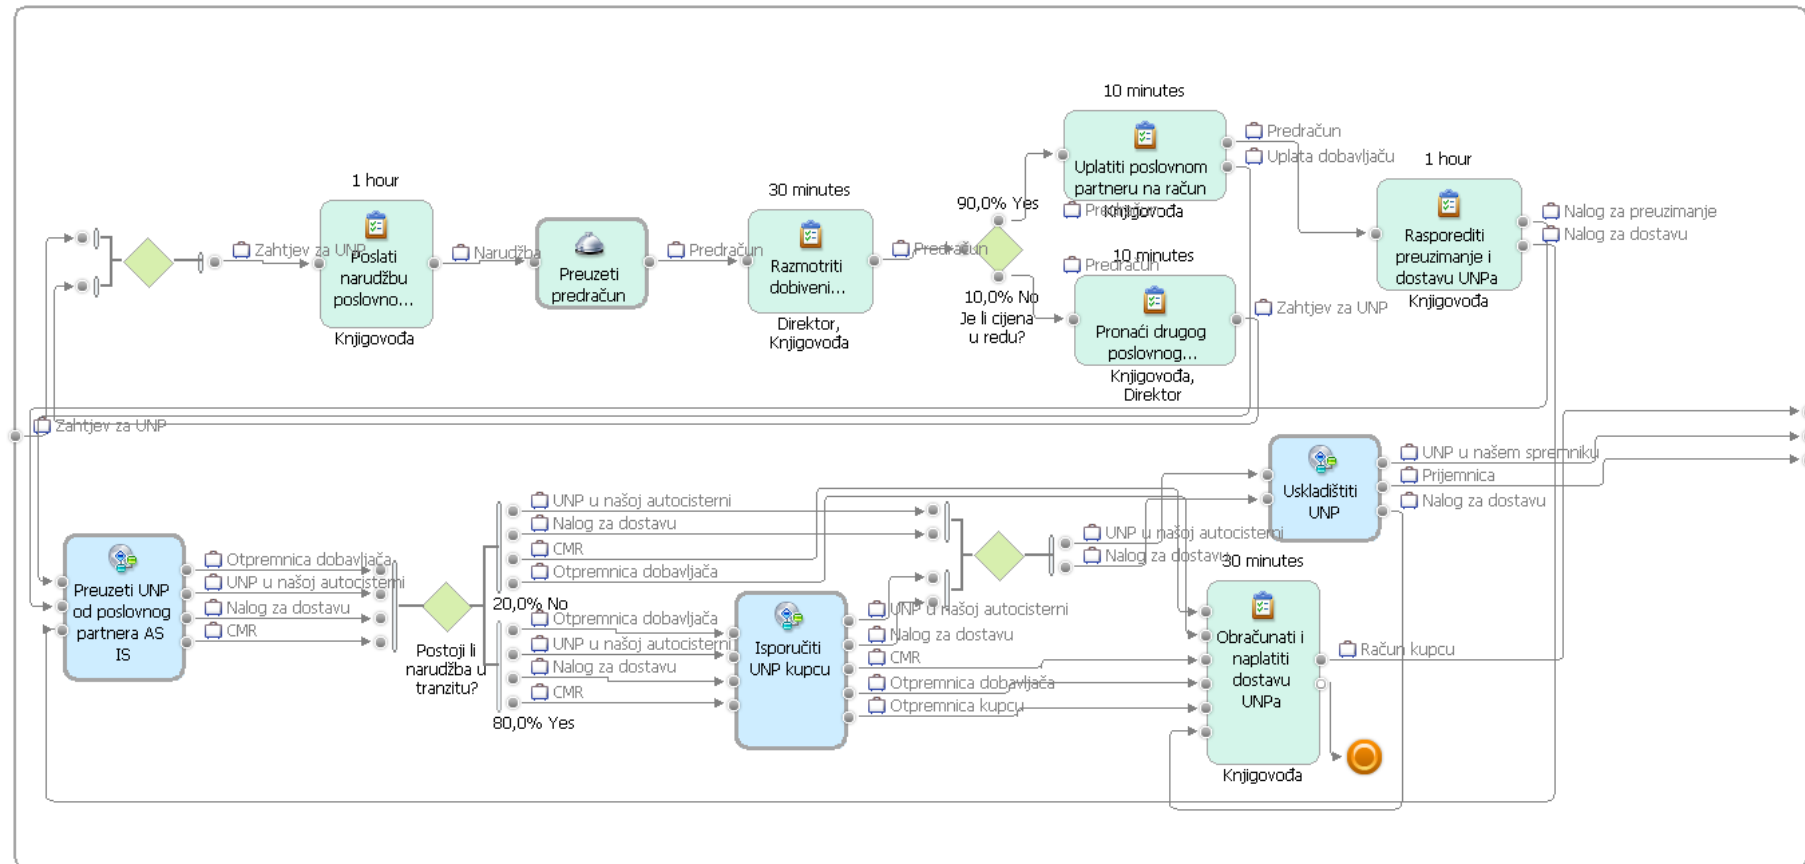 10 minutes
Uplatiti poslovnom
partneru na račun
Knjigovođa
Predračun
Uplata dobavljaču
1 hour
Rasporediti
preuzimanje i
dostavu UNPa
Knjigovođa
Nalog za preuzimanje
Nalog za dostavu
1 hour
Zahtjev za UNP
Poslati
narudžbu
poslovno...
Knjigovođa
Narudžba
Preuzeti
predračun
Predračun
30 minutes
Razmotriti
dobiveni...
Direktor,
Knjigovođa
Predračun
90,0% Yes
Predračun
10,0% No
Je li cijena
u redu?
Predračun
10 minutes
Pronaći drugog
poslovnog...
Knjigovođa,
Direktor
Zahtjev za UNP
Zahtjev za UNP
Preuzeti UNP
od poslovnog
partnera AS
IS
Otpremnica dobavljača
UNP u našoj autocisterni
Nalog za dostavu
CMR
Postoji li
narudžba u
tranzitu?
UNP u našoj autocisterni
Nalog za dostavu
CMR
Otpremnica dobavljača
20,0% No
Otpremnica dobavljača
UNP u našoj autocisterni
Nalog za dostavu
CMR
80,0% Yes
Isporučiti
UNP kupcu
UNP u našoj autocisterni
Nalog za dostavu
CMR
Otpremnica dobavljača
Otpremnica kupcu
UNP u našoj autocisterni
Nalog za dostavu
Uskladištiti
UNP
UNP u našem spremniku
Prijemnica
Nalog za dostavu
30 minutes
Obračunati i
naplatiti
dostavu
UNPa
Knjigovođa
Račun kupcu